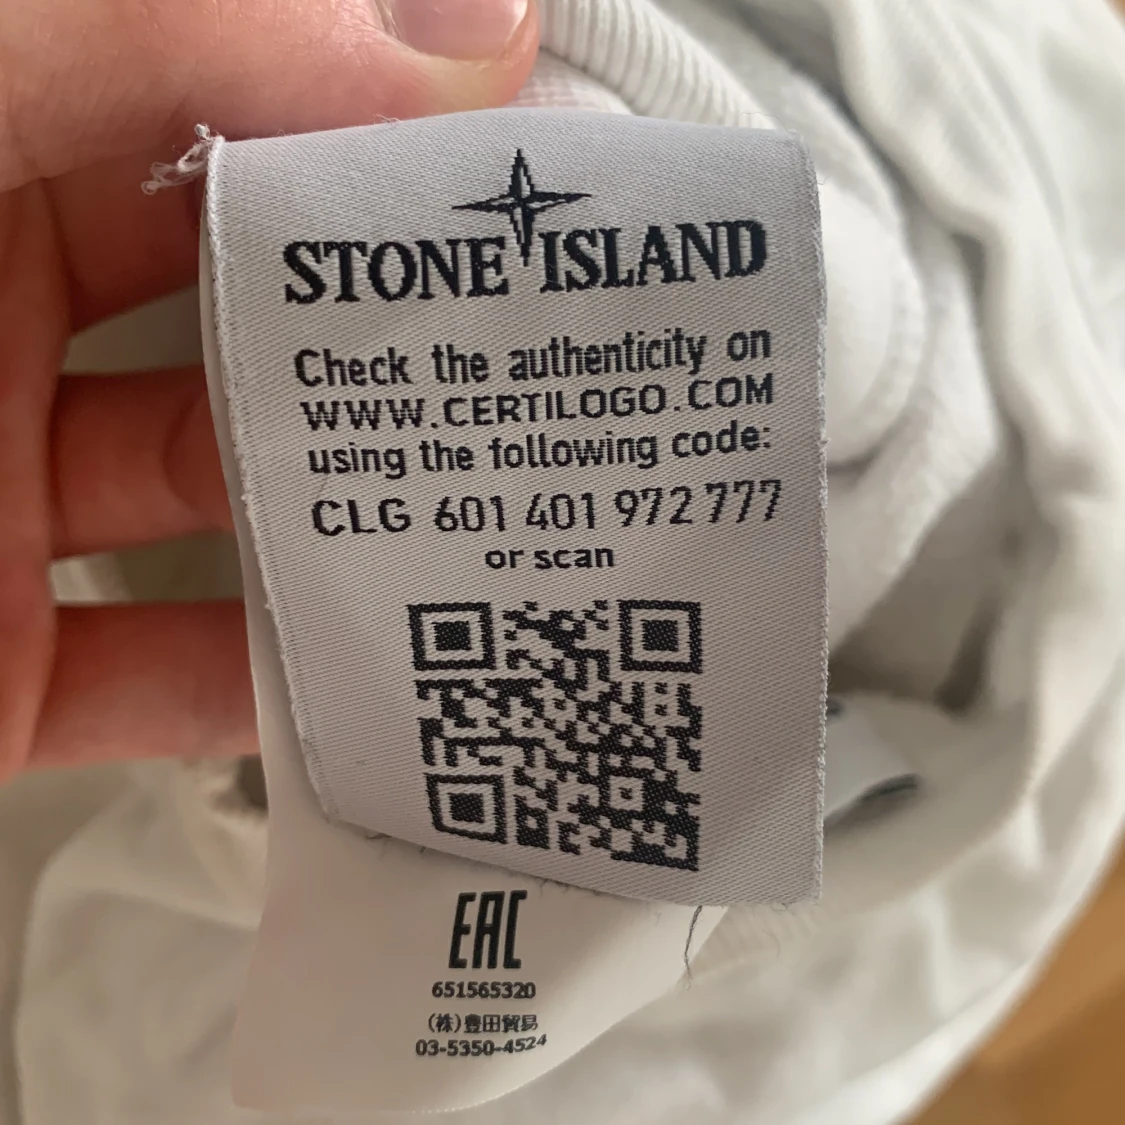 STONE ISLAND
Check the authenticity on
WWW.CERTILOGO.COM
using the following code:
CLG 601 401 972 777
or scan
EAC
651565320
(株)豊田貿易
03-5350-4524